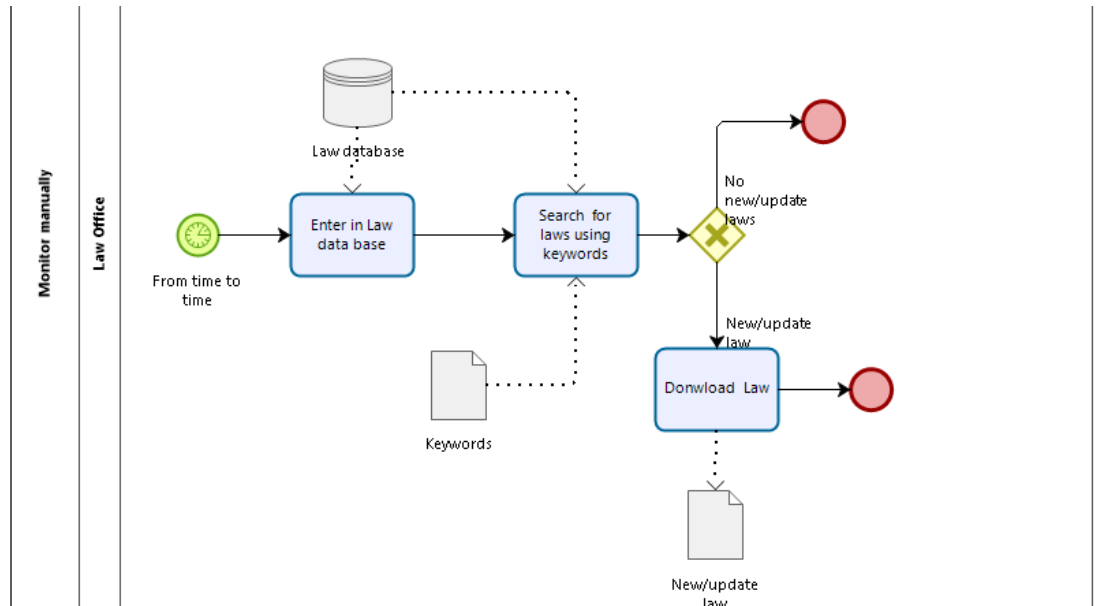 Monitor manually
Law Office
From time to
time
Law database
Enter in Law
data base
Search for
laws using
keywords
Keywords
No
new/update
laws
New/update
law
Donwload Law
New/update
law